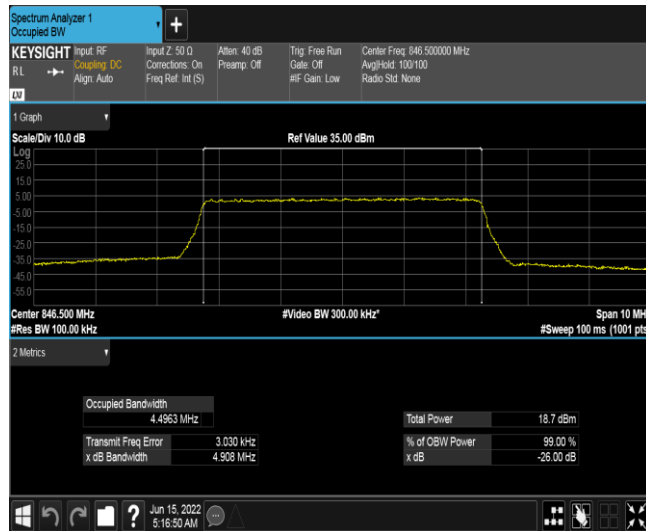 Spectrum Analyzer 1
Occupied BW
+
KEYSIGHT
RL
LXI
Input: RF
Coupling: DC
Align: Auto
Input Z: 50 Ω
Corrections: On
Freq Ref: Int (S)
Atten: 40 dB
Preamp: Off
Trig: Free Run
Gate: Off
#IF Gain: Low
Center Freq: 846.500000 MHz
Avg|Hold: 100/100
Radio Std: None
1 Graph
Scale/Div 10.0 dB
Ref Value 35.00 dBm
Log
25.0
15.0
5.00
-5.00
-15.0
-25.0
-35.0
-45.0
-55.0
Center 846.500 MHz
#Video BW 300.00 kHz*
Span 10 MH
#Res BW 100.00 kHz
#Sweep 100 ms (1001 pts
2 Metrics
Occupied Bandwidth
4.4963 MHz
Total Power 18.7 dBm
Transmit Freq Error 3.030 kHz
% of OBW Power 99.00 %
x dB Bandwidth 4.908 MHz
x dB -26.00 dB
?
Jun 15, 2022
5:16:50 AM